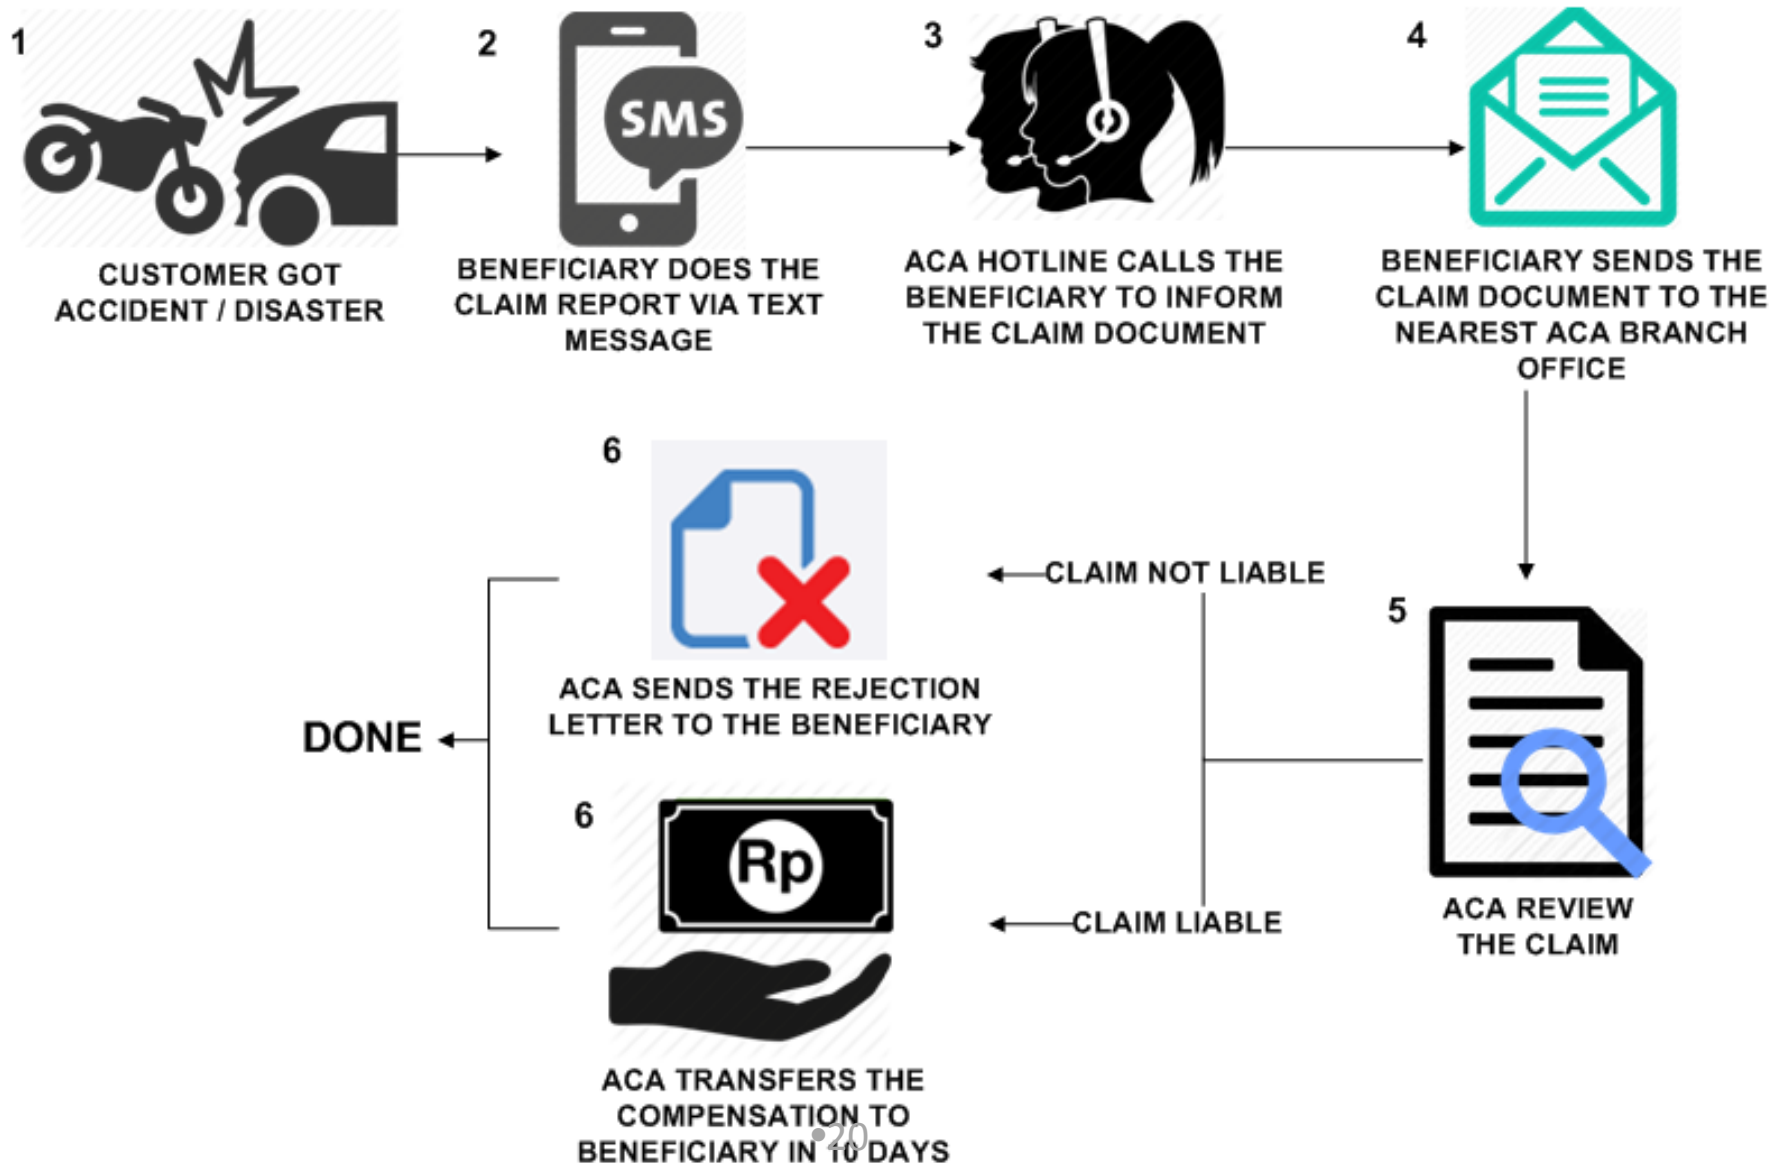 1
CUSTOMER GOT
ACCIDENT / DISASTER
2
SMS
BENEFICIARY DOES THE
CLAIM REPORT VIA TEXT
MESSAGE
3
ACA HOTLINE CALLS THE
BENEFICIARY TO INFORM
THE CLAIM DOCUMENT
4
BENEFICIARY SENDS THE
CLAIM DOCUMENT TO THE
NEAREST ACA BRANCH
OFFICE
5
ACA REVIEW
THE CLAIM
CLAIM NOT LIABLE
6
ACA SENDS THE REJECTION
LETTER TO THE BENEFICIARY
CLAIM LIABLE
6
Rp
ACA TRANSFERS THE
COMPENSATION TO
BENEFICIARY IN 10 DAYS
•20
DONE